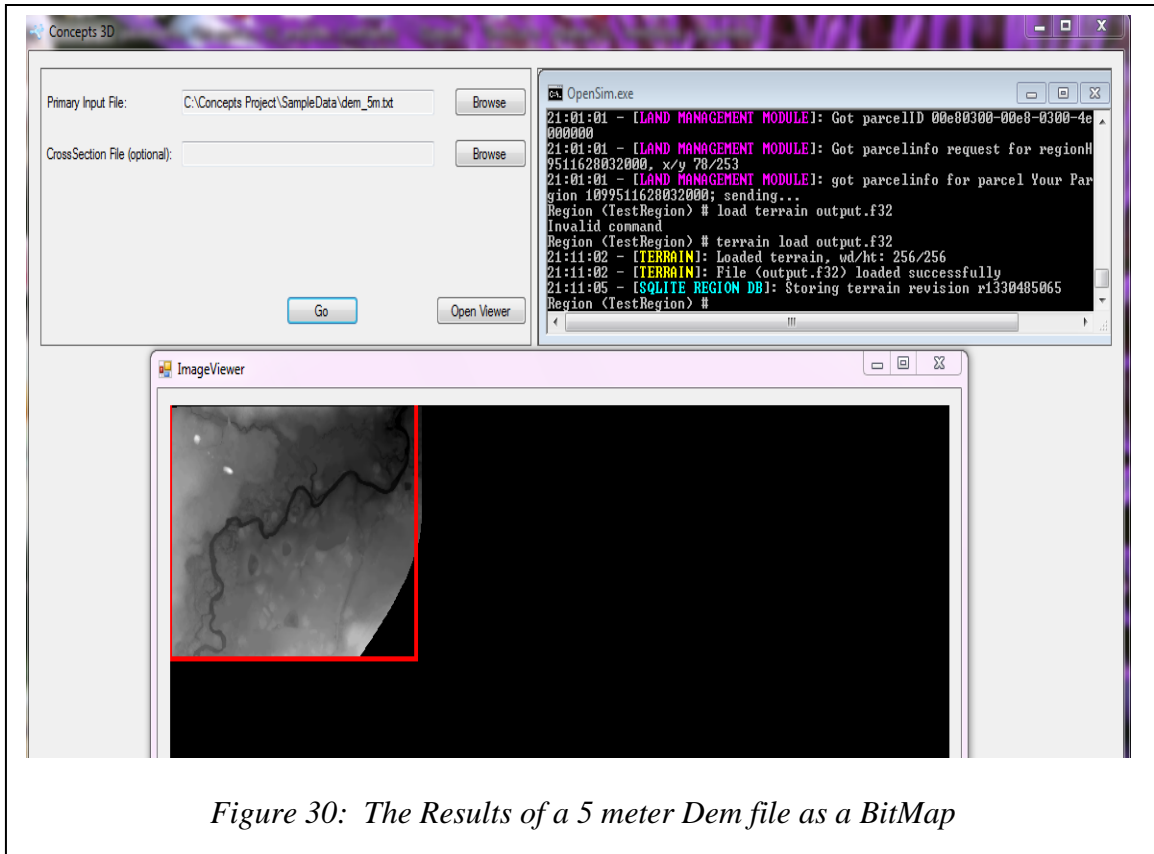 Concepts 3D
Primary Input File: C:\Concepts Project\SampleData\dem_5m.txt Browse
CrossSection File (optional): Browse
Go Open Viewer
C:\. OpenSim.exe
21:01:01 - [LAND MANAGEMENT MODULE]: Got parcelID 00e80300-00e8-0300-4e
000000
21:01:01 - [LAND MANAGEMENT MODULE]: Got parcelinfo request for regionH
9511628032000, x/y 78/253
21:01:01 - [LAND MANAGEMENT MODULE]: got parcelinfo for parcel Your Par
gion 1099511628032000; sending...
Region (TestRegion) # load terrain output.f32
Invalid command
Region (TestRegion) # terrain load output.f32
21:11:02 - [TERRAIN]: Loaded terrain, wd/ht: 256/256
21:11:02 - [TERRAIN]: File (output.f32) loaded successfully
21:11:05 - [SQLITE REGION DB]: Storing terrain revision r1330485065
Region (TestRegion) #
ImageViewer
Figure 30: The Results of a 5 meter Dem file as a BitMap